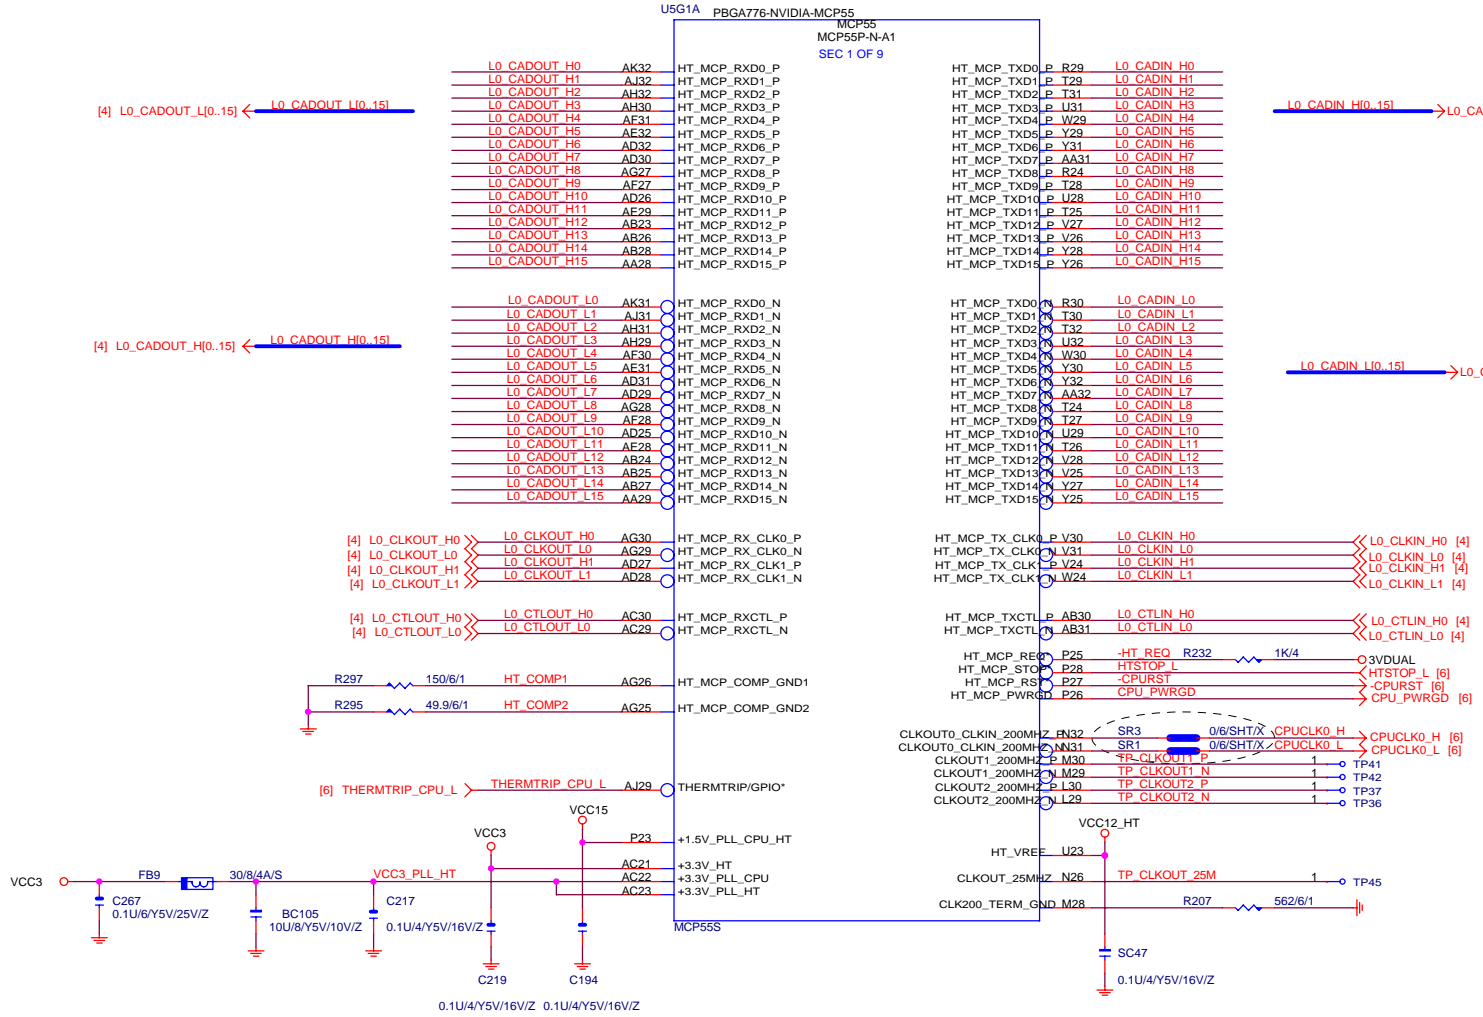 U5G1A PBGA776-NVIDIA-MCP55
MCP55
MCP55P-N-A1
SEC 1 OF 9
L0_CADOUT_H0 AK32 HT_MCP_RXD0_P HT_MCP_TXD0_P R29 L0_CADIN_H0
L0_CADOUT_H1 AJ32 HT_MCP_RXD1_P HT_MCP_TXD1_P T29 L0_CADIN_H1
L0_CADOUT_H2 AH32 HT_MCP_RXD2_P HT_MCP_TXD2_P T31 L0_CADIN_H2
[4] L0_CADOUT_L[0..15] L0_CADOUT_L[0..15] L0_CADOUT_H3 AH30 HT_MCP_RXD3_P HT_MCP_TXD3_P U31 L0_CADIN_H3 L0_CADIN_H[0..15] L0_CA
L0_CADOUT_H4 AF31 HT_MCP_RXD4_P HT_MCP_TXD4_P W29 L0_CADIN_H4
L0_CADOUT_H5 AE32 HT_MCP_RXD5_P HT_MCP_TXD5_P Y29 L0_CADIN_H5
L0_CADOUT_H6 AD32 HT_MCP_RXD6_P HT_MCP_TXD6_P Y31 L0_CADIN_H6
L0_CADOUT_H7 AD30 HT_MCP_RXD7_P HT_MCP_TXD7_P AA31 L0_CADIN_H7
L0_CADOUT_H8 AG27 HT_MCP_RXD8_P HT_MCP_TXD8_P R24 L0_CADIN_H8
L0_CADOUT_H9 AF27 HT_MCP_RXD9_P HT_MCP_TXD9_P T28 L0_CADIN_H9
L0_CADOUT_H10 AD26 HT_MCP_RXD10_P HT_MCP_TXD10_P U28 L0_CADIN_H10
L0_CADOUT_H11 AE29 HT_MCP_RXD11_P HT_MCP_TXD11_P T25 L0_CADIN_H11
L0_CADOUT_H12 AB23 HT_MCP_RXD12_P HT_MCP_TXD12_P V27 L0_CADIN_H12
L0_CADOUT_H13 AB26 HT_MCP_RXD13_P HT_MCP_TXD13_P V26 L0_CADIN_H13
L0_CADOUT_H14 AB28 HT_MCP_RXD14_P HT_MCP_TXD14_P Y28 L0_CADIN_H14
L0_CADOUT_H15 AA28 HT_MCP_RXD15_P HT_MCP_TXD15_P Y26 L0_CADIN_H15
L0_CADOUT_L0 AK31 HT_MCP_RXD0_N HT_MCP_TXD0_N R30 L0_CADIN_L0
L0_CADOUT_L1 AJ31 HT_MCP_RXD1_N HT_MCP_TXD1_N T30 L0_CADIN_L1
L0_CADOUT_L2 AH31 HT_MCP_RXD2_N HT_MCP_TXD2_N T32 L0_CADIN_L2
[4] L0_CADOUT_H[0..15] L0_CADOUT_H[0..15] L0_CADOUT_L3 AH29 HT_MCP_RXD3_N HT_MCP_TXD3_N U32 L0_CADIN_L3
L0_CADOUT_L4 AF30 HT_MCP_RXD4_N HT_MCP_TXD4_N W30 L0_CADIN_L4
L0_CADOUT_L5 AE31 HT_MCP_RXD5_N HT_MCP_TXD5_N Y30 L0_CADIN_L5 L0_CADIN_L[0..15] L0_C
L0_CADOUT_L6 AD31 HT_MCP_RXD6_N HT_MCP_TXD6_N Y32 L0_CADIN_L6
L0_CADOUT_L7 AD29 HT_MCP_RXD7_N HT_MCP_TXD7_N AA32 L0_CADIN_L7
L0_CADOUT_L8 AG28 HT_MCP_RXD8_N HT_MCP_TXD8_N T24 L0_CADIN_L8
L0_CADOUT_L9 AF28 HT_MCP_RXD9_N HT_MCP_TXD9_N T27 L0_CADIN_L9
L0_CADOUT_L10 AD25 HT_MCP_RXD10_N HT_MCP_TXD10_N U29 L0_CADIN_L10
L0_CADOUT_L11 AE28 HT_MCP_RXD11_N HT_MCP_TXD11_N T26 L0_CADIN_L11
L0_CADOUT_L12 AB24 HT_MCP_RXD12_N HT_MCP_TXD12_N V28 L0_CADIN_L12
L0_CADOUT_L13 AB25 HT_MCP_RXD13_N HT_MCP_TXD13_N V25 L0_CADIN_L13
L0_CADOUT_L14 AB27 HT_MCP_RXD14_N HT_MCP_TXD14_N Y27 L0_CADIN_L14
L0_CADOUT_L15 AA29 HT_MCP_RXD15_N HT_MCP_TXD15_N Y25 L0_CADIN_L15
[4] L0_CLKOUT_H0 L0_CLKOUT_H0 AG30 HT_MCP_RX_CLK0_P HT_MCP_TX_CLK0_P V30 L0_CLKIN_H0 L0_CLKIN_H0 [4]
[4] L0_CLKOUT_L0 L0_CLKOUT_L0 AG29 HT_MCP_RX_CLK0_N HT_MCP_TX_CLK0_N V31 L0_CLKIN_L0 L0_CLKIN_L0 [4]
[4] L0_CLKOUT_H1 L0_CLKOUT_H1 AD27 HT_MCP_RX_CLK1_P HT_MCP_TX_CLK1_P V24 L0_CLKIN_H1 L0_CLKIN_H1 [4]
[4] L0_CLKOUT_L1 L0_CLKOUT_L1 AD28 HT_MCP_RX_CLK1_N HT_MCP_TX_CLK1_N W24 L0_CLKIN_L1 L0_CLKIN_L1 [4]
[4] L0_CTLOUT_H0 L0_CTLOUT_H0 AC30 HT_MCP_RXCTL_P HT_MCP_TXCTL_P AB30 L0_CTLIN_H0 L0_CTLIN_H0 [4]
[4] L0_CTLOUT_L0 L0_CTLOUT_L0 AC29 HT_MCP_RXCTL_N HT_MCP_TXCTL_N AB31 L0_CTLIN_L0 L0_CTLIN_L0 [4]
HT_MCP_REQ* P25 -HT_REQ R232 1K/4 3VDUAL
HT_MCP_STOP* P28 HTSTOP_L HTSTOP_L [6]
R297 150/6/1 HT_COMP1 AG26 HT_MCP_COMP_GND1 HT_MCP_RST* P27 -CPURST -CPURST [6]
HT_MCP_PWRGD P26 CPU_PWRGD CPU_PWRGD [6]
R295 49.9/6/1 HT_COMP2 AG25 HT_MCP_COMP_GND2
CLKOUT0_CLKIN_200MHZ_P N32 SR3 0/6/SHT/X CPUCLK0_H CPUCLK0_H [6]
CLKOUT0_CLKIN_200MHZ_N N31 SR1 0/6/SHT/X CPUCLK0_L CPUCLK0_L [6]
CLKOUT1_200MHZ_P M30 TP_CLKOUT1_P 1 TP41
CLKOUT1_200MHZ_N M29 TP_CLKOUT1_N 1 TP42
[6] THERMTRIP_CPU_L THERMTRIP_CPU_L AJ29 THERMTRIP/GPIO* CLKOUT2_200MHZ_P L30 TP_CLKOUT2_P 1 TP37
CLKOUT2_200MHZ_N L29 TP_CLKOUT2_N 1 TP36
VCC15
VCC12_HT
VCC3
P23 +1.5V_PLL_CPU_HT
HT_VREF U23
AC21 +3.3V_HT
VCC3 FB9 30/8/4A/S VCC3_PLL_HT AC22 +3.3V_PLL_CPU CLKOUT_25MHZ N26 TP_CLKOUT_25M 1 TP45
AC23 +3.3V_PLL_HT
C267 C217 CLK200_TERM_GND M28 R207 562/6/1
0.1U/6/Y5V/25V/Z BC105
10U/8/Y5V/10V/Z 0.1U/4/Y5V/16V/Z MCP55S
SC47
C219 C194 0.1U/4/Y5V/16V/Z
0.1U/4/Y5V/16V/Z 0.1U/4/Y5V/16V/Z